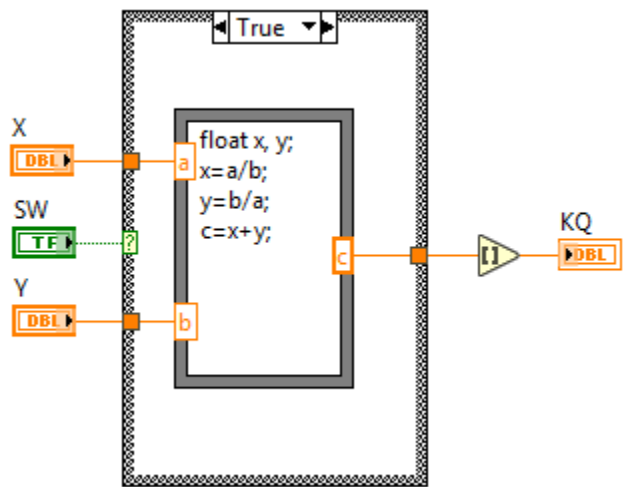 True
X
DBL
a
float x, y;
x=a/b;
y=b/a;
c=x+y;
SW
TF
?
c
[ ]
KQ
DBL
Y
DBL
b